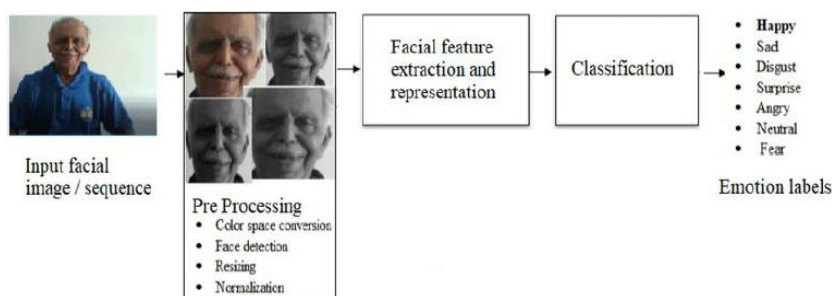 Input facial
image / sequence
Pre Processing
• Color space conversion
• Face detection
• Resizing
• Normalization
Facial feature
extraction and
representation
Classification
• Happy
• Sad
• Disgust
• Surprise
• Angry
• Neutral
• Fear
Emotion labels